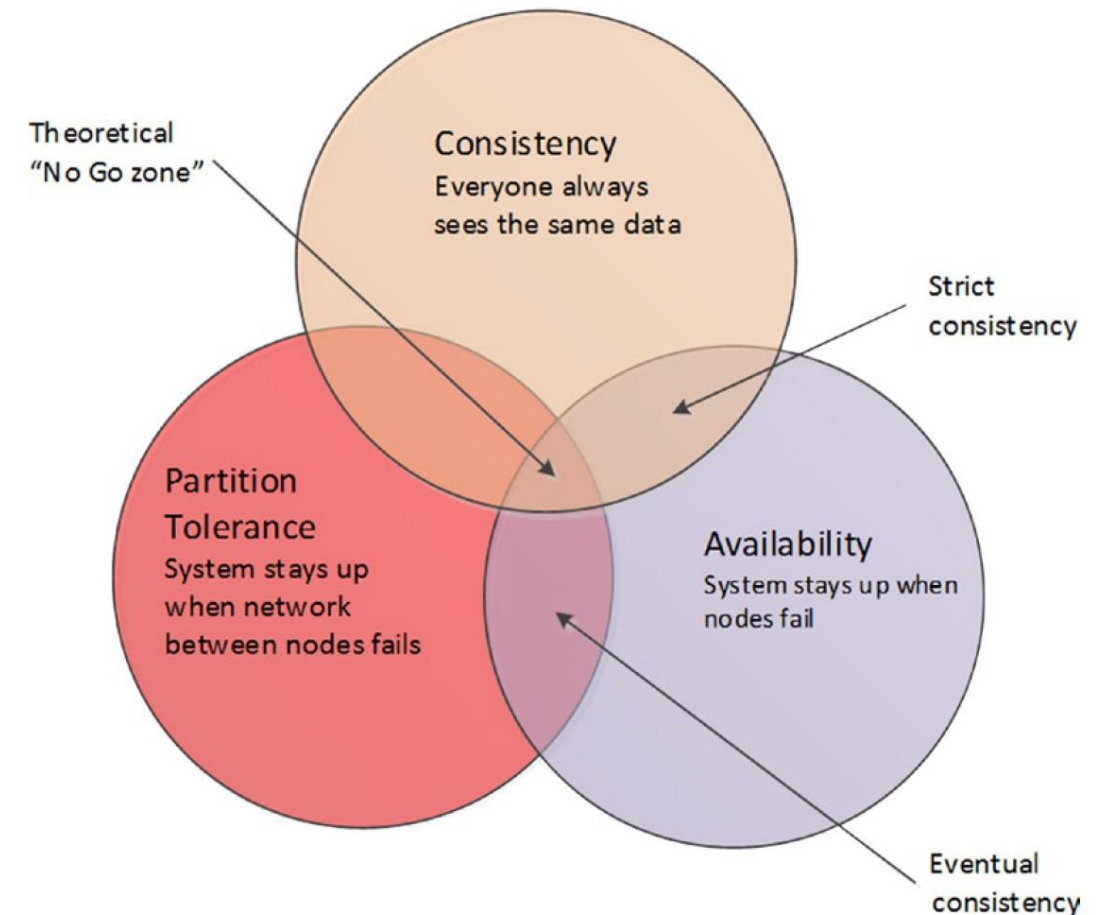 Theoretical
“No Go zone”
Consistency
Everyone always
sees the same data
Strict
consistency
Partition
Tolerance
System stays up
when network
between nodes fails
Availability
System stays up when
nodes fail
Eventual
consistency